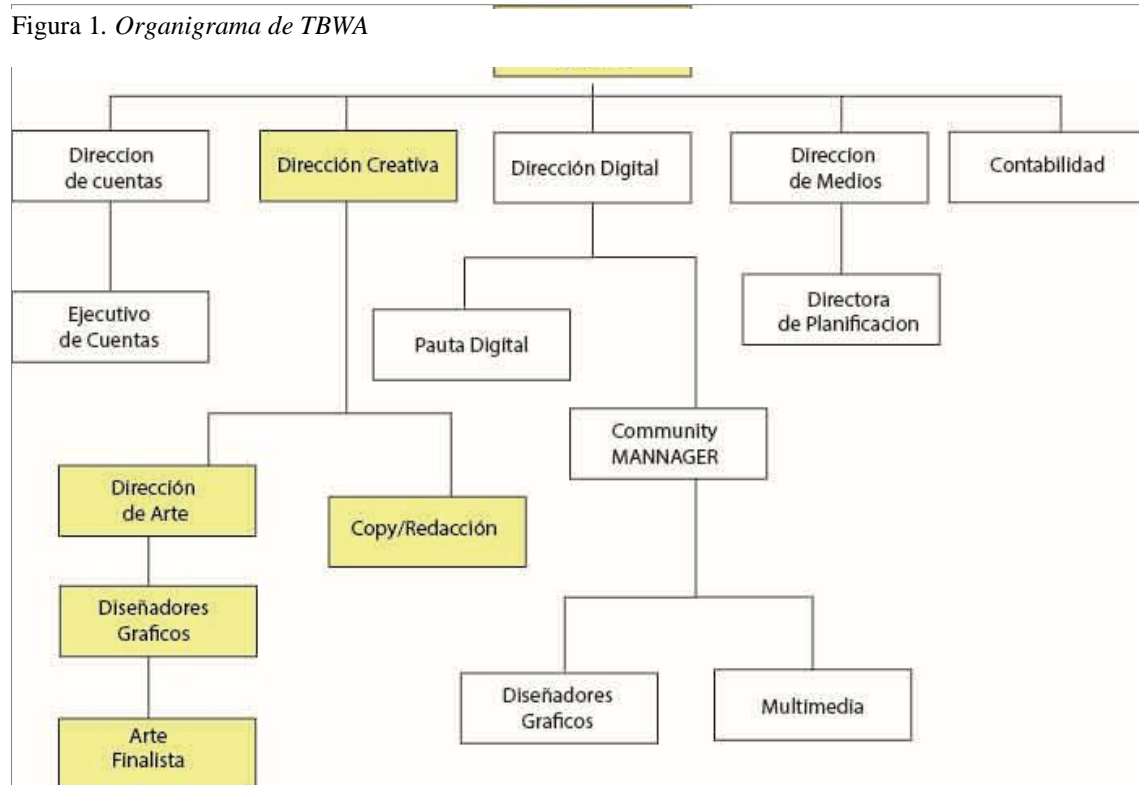 Figura 1. Organigrama de TBWA
Direccion
de cuentas
Dirección Creativa
Dirección Digital
Direccion
de Medios
Contabilidad
Ejecutivo
de Cuentas
Pauta Digital
Directora
de Planificacion
Community
MANNAGER
Dirección
de Arte
Copy/Redacción
Diseñadores
Graficos
Diseñadores
Graficos
Multimedia
Arte
Finalista